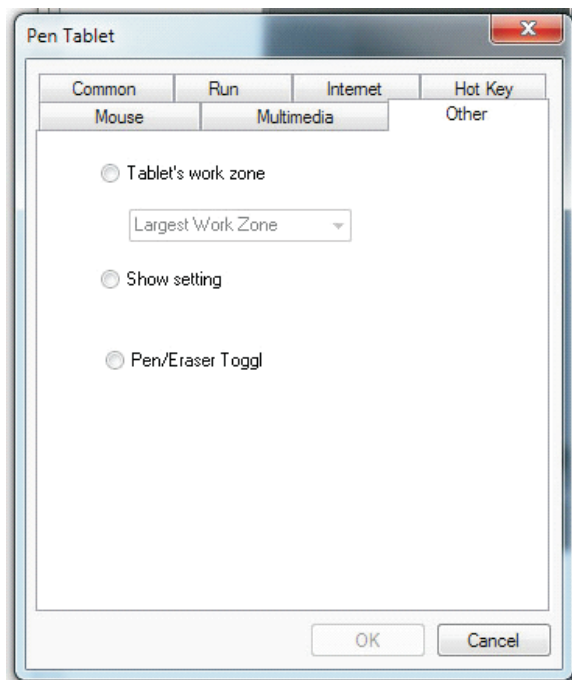 Pen Tablet
Common Run Internet Hot Key
Mouse Multimedia Other
Tablet's work zone
Largest Work Zone
Show setting
Pen/Eraser Toggl
OK Cancel